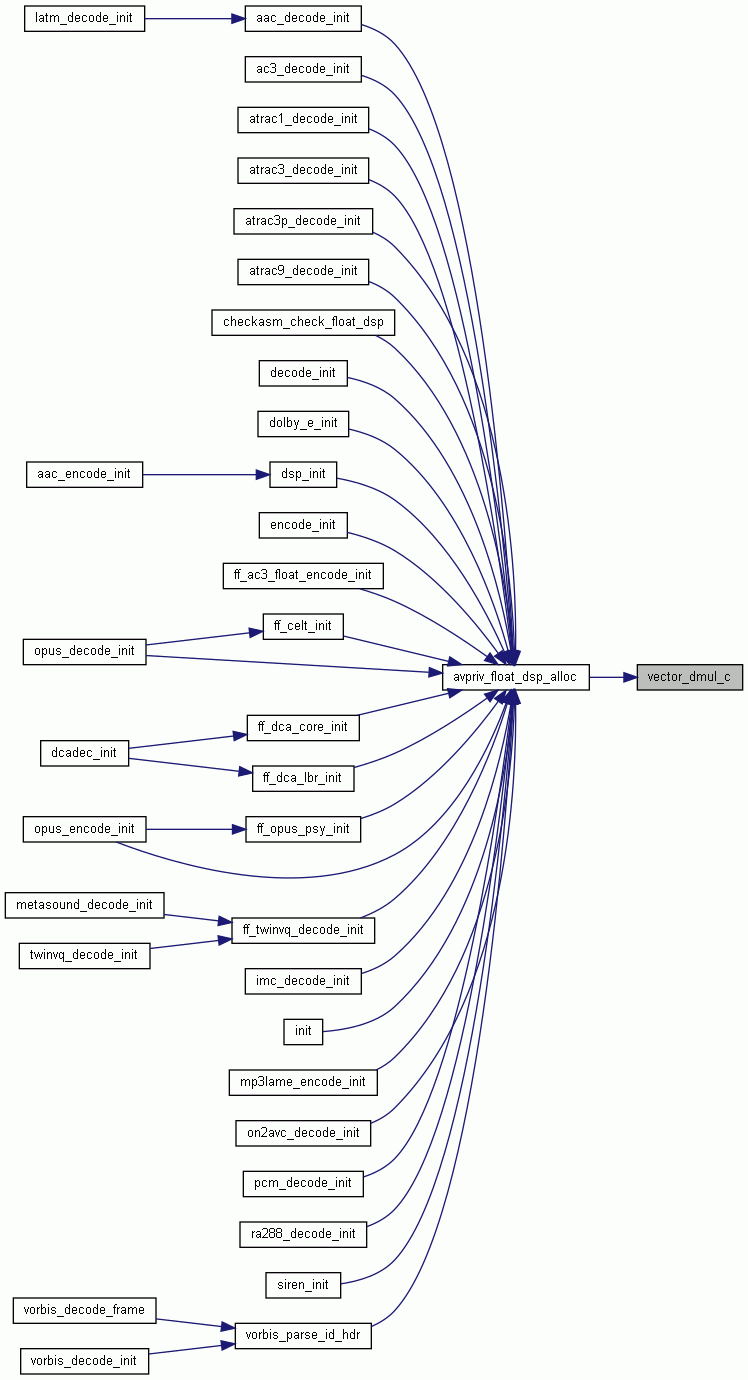 latm_decode_init
aac_decode_init
ac3_decode_init
atrac1_decode_init
atrac3_decode_init
atrac3p_decode_init
atrac9_decode_init
checkasm_check_float_dsp
decode_init
dolby_e_init
aac_encode_init
dsp_init
encode_init
ff_ac3_float_encode_init
ff_celt_init
opus_decode_init
avpriv_float_dsp_alloc
vector_dmul_c
ff_dca_core_init
dcadec_init
ff_dca_lbr_init
opus_encode_init
ff_opus_psy_init
metasound_decode_init
ff_twinvq_decode_init
twinvq_decode_init
imc_decode_init
init
mp3lame_encode_init
on2avc_decode_init
pcm_decode_init
ra288_decode_init
siren_init
vorbis_decode_frame
vorbis_parse_id_hdr
vorbis_decode_init